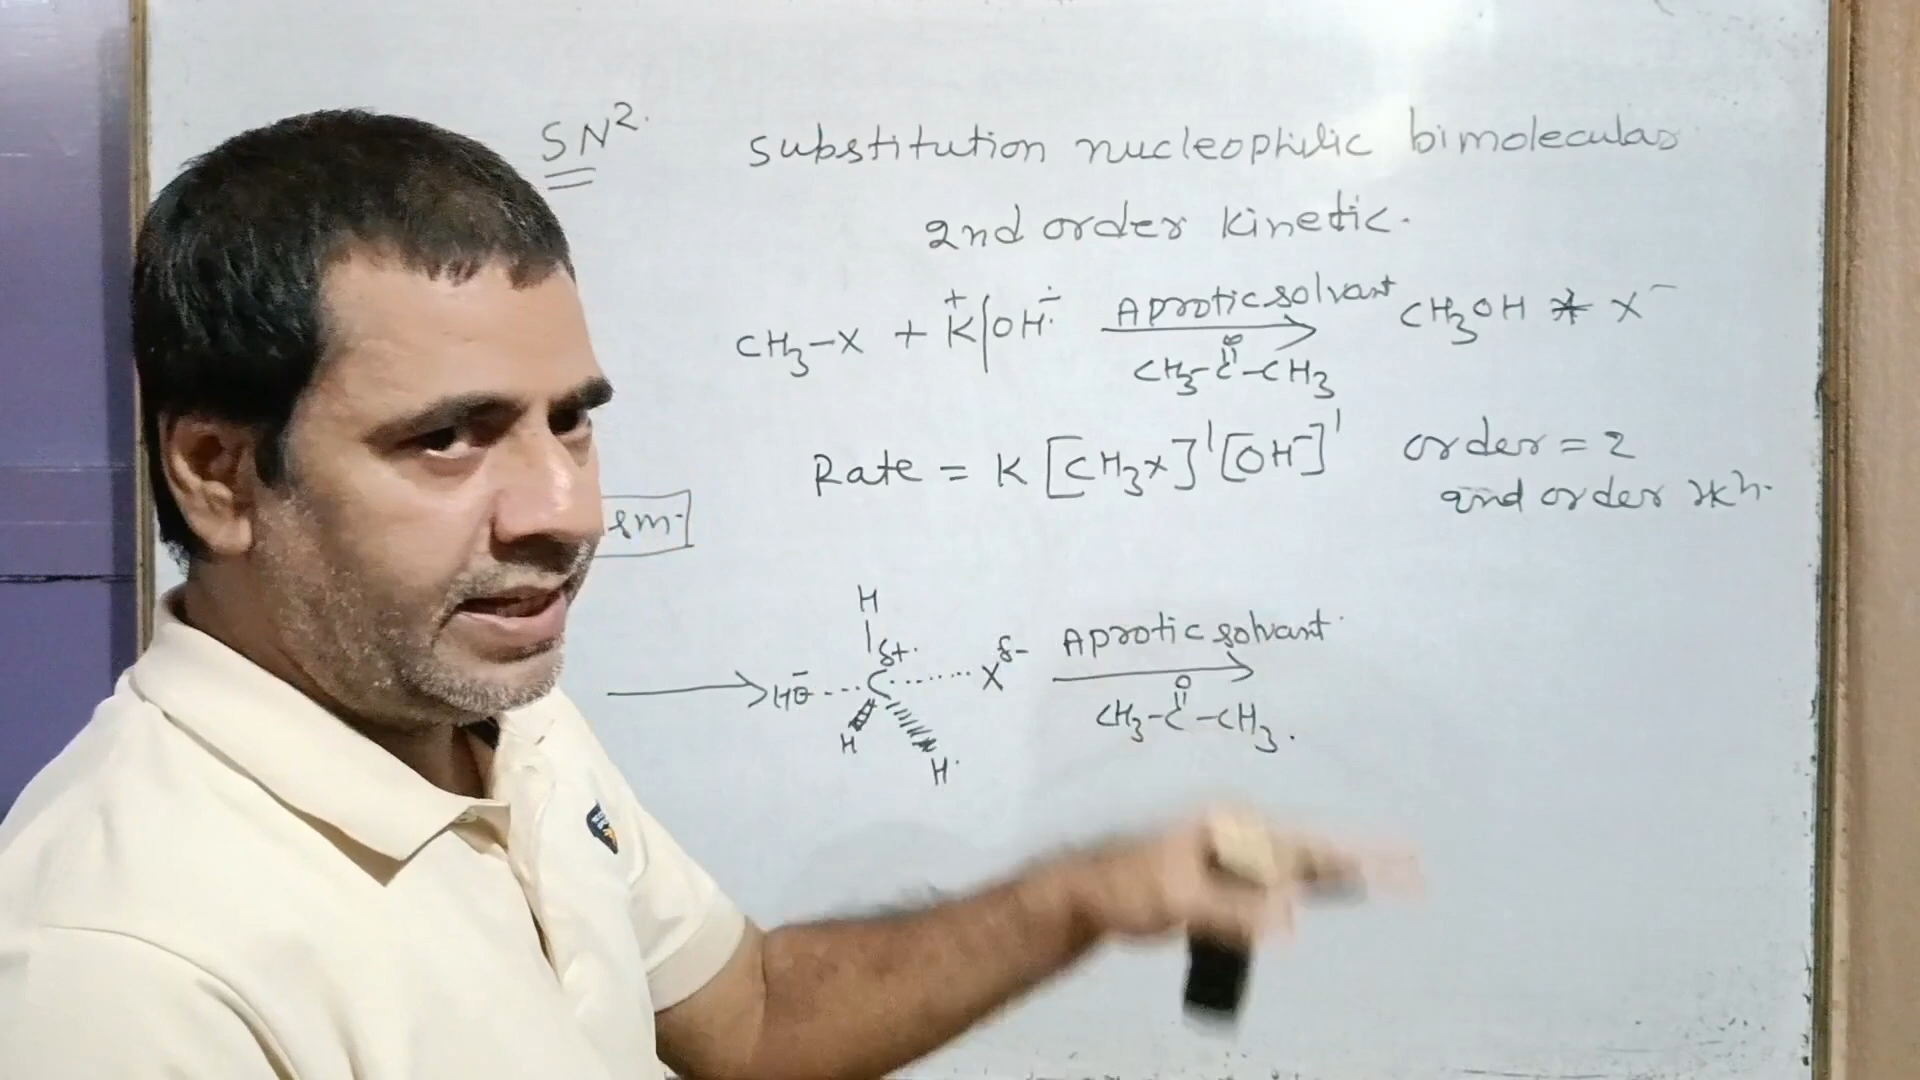 SN².
substitution nucleophilic bimolecular
2nd order kinetic.
CH₃-X + K⁺ | OH⁻: Aprotic solvant CH₃OH + X⁻
CH₃-C-CH₃
O
Rate = K [CH₃X]¹ [OH⁻]¹ order = 2
2nd order rxn.
H
HO⁻ ---- C δ+ ...... X δ-
H H
Aprotic solvant
O
CH₃-C-CH₃.